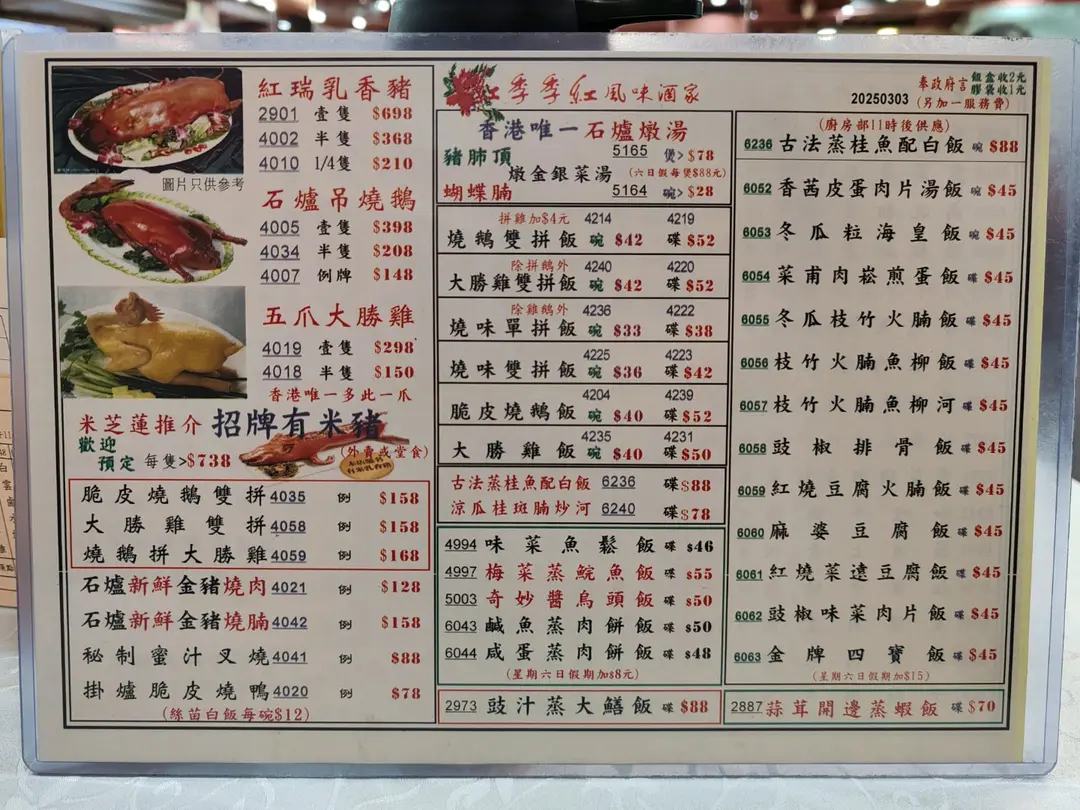 紅瑞乳香豬
2901 壹隻 $698
4002 半隻 $368
4010 1/4隻 $210
圖片只供參考
石爐吊燒鵝
4005 壹隻 $398
4034 半隻 $208
4007 例牌 $148
五爪大勝雞
4019 壹隻 $298
4018 半隻 $150
香港唯一多此一爪
米芝蓮推介 招牌有米豬
歡迎
預定 每隻>$738
(外賣或堂食)
脆皮燒鵝雙拼 4035 例 $158
大勝雞雙拼 4058 例 $158
燒鵝拼大勝雞 4059 例 $168
石爐新鮮金豬燒肉 4021 例 $128
石爐新鮮金豬燒腩 4042 例 $158
秘制蜜汁叉燒 4041 例 $88
掛爐脆皮燒鴨 4020 例 $78
(絲苗白飯每碗$12)
紅季季紅風味酒家
香港唯一石爐燉湯
豬肺頂 5165 煲>$78
燉金銀菜湯 (六日假每煲$88元)
蝴蝶腩 5164 碗>$28
拼雞加$4元 4214 4219
燒鵝雙拼飯 碗 $42 碟 $52
除拼鵝外 4240 4220
大勝雞雙拼飯 碗 $42 碟 $52
除雞鵝外 4236 4222
燒味單拼飯 碗 $33 碟 $38
4225 4223
燒味雙拼飯 碗 $36 碟 $42
4204 4239
脆皮燒鵝飯 碗 $40 碟 $52
4235 4231
大勝雞飯 碗 $40 碟 $50
古法蒸桂魚配白飯 6236 碟$88
涼瓜桂斑腩炒河 6240 碟$78
4994 味菜魚鬆飯 碟 $46
4997 梅菜蒸鯇魚飯 碟 $55
5003 奇妙醬烏頭飯 碟 $50
6043 鹹魚蒸肉餅飯 碟 $50
6044 咸蛋蒸肉餅飯 碟 $48
(星期六日假期加$8元)
2973 豉汁蒸大鱔飯 碟 $88
20250303
奉政府言 飯盒收2元
膠袋收1元
(另加一服務費)
(廚房部11時後供應)
6236 古法蒸桂魚配白飯 碗 $88
6052 香茜皮蛋肉片湯飯 碗 $45
6053 冬瓜粒海皇飯 碗 $45
6054 菜甫肉崧煎蛋飯 碟 $45
6055 冬瓜枝竹火腩飯 碟 $45
6056 枝竹火腩魚柳飯 碟 $45
6057 枝竹火腩魚柳河 碟 $45
6058 豉椒排骨飯 碟 $45
6059 紅燒豆腐火腩飯 碟 $45
6060 麻婆豆腐飯 碟 $45
6061 紅燒菜遠豆腐飯 碟 $45
6062 豉椒味菜肉片飯 碟 $45
6063 金牌四寶飯 碟 $45
(星期六日假期加$15)
2887 蒜茸開邊蒸蝦飯 碟 $70